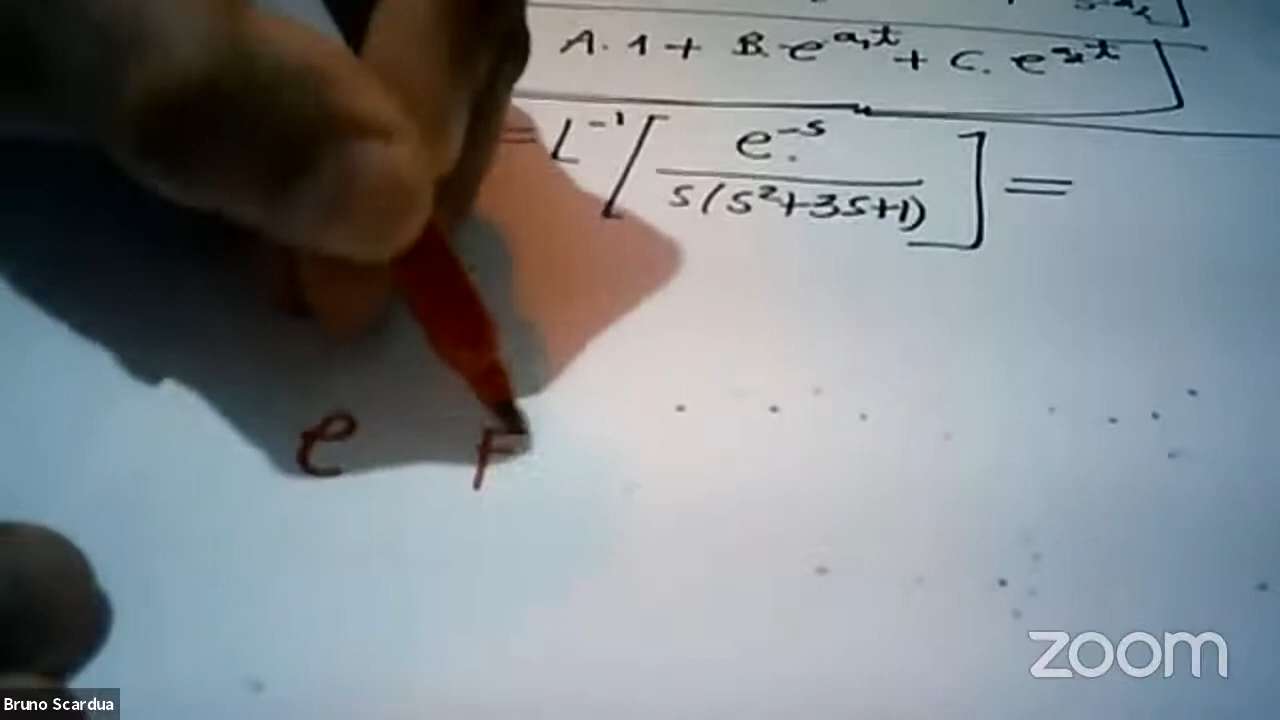 A. 1 + B. e^{a₁t} + C. e^{a₂t} ]
= L⁻¹ [ e^{-s} / s(s²+3s+1) ] =
e F
zoom
Bruno Scardua